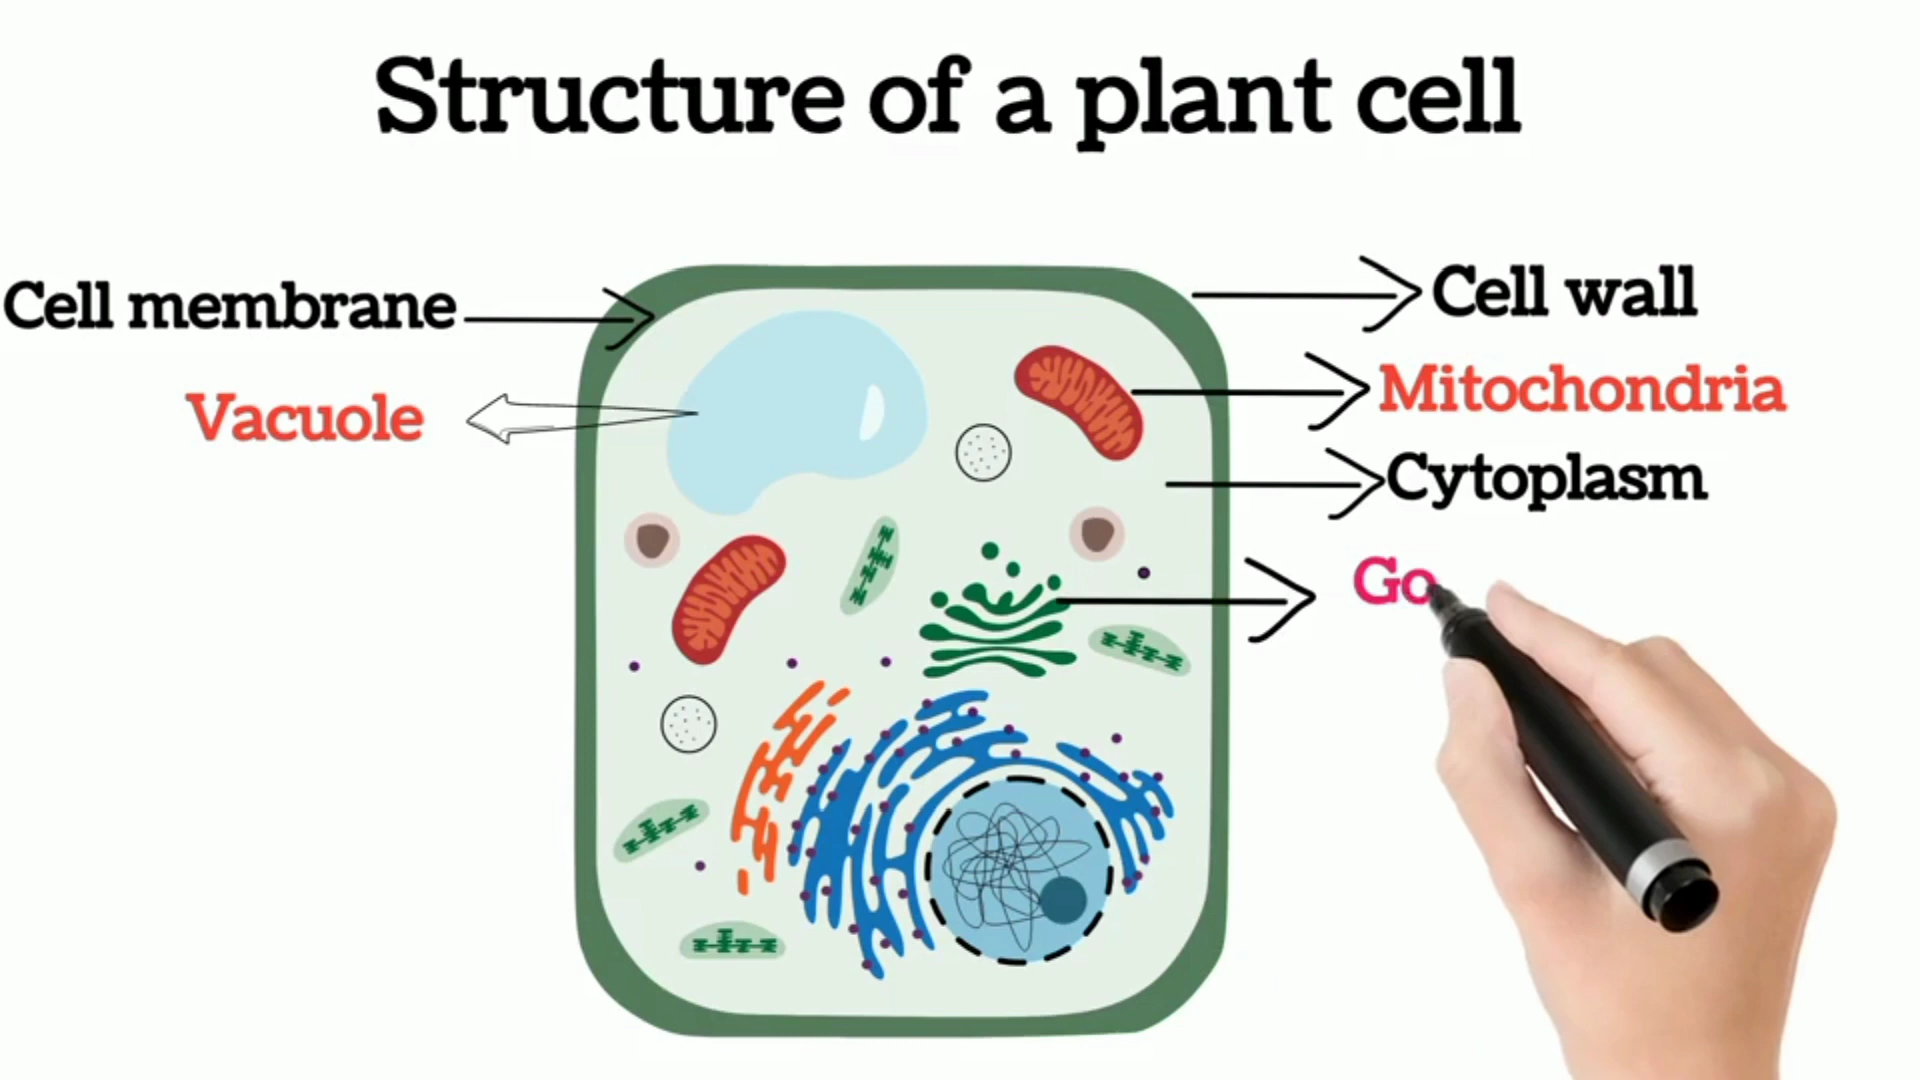 Structure of a plant cell
Cell membrane
Cell wall
Vacuole
Mitochondria
Cytoplasm
Go